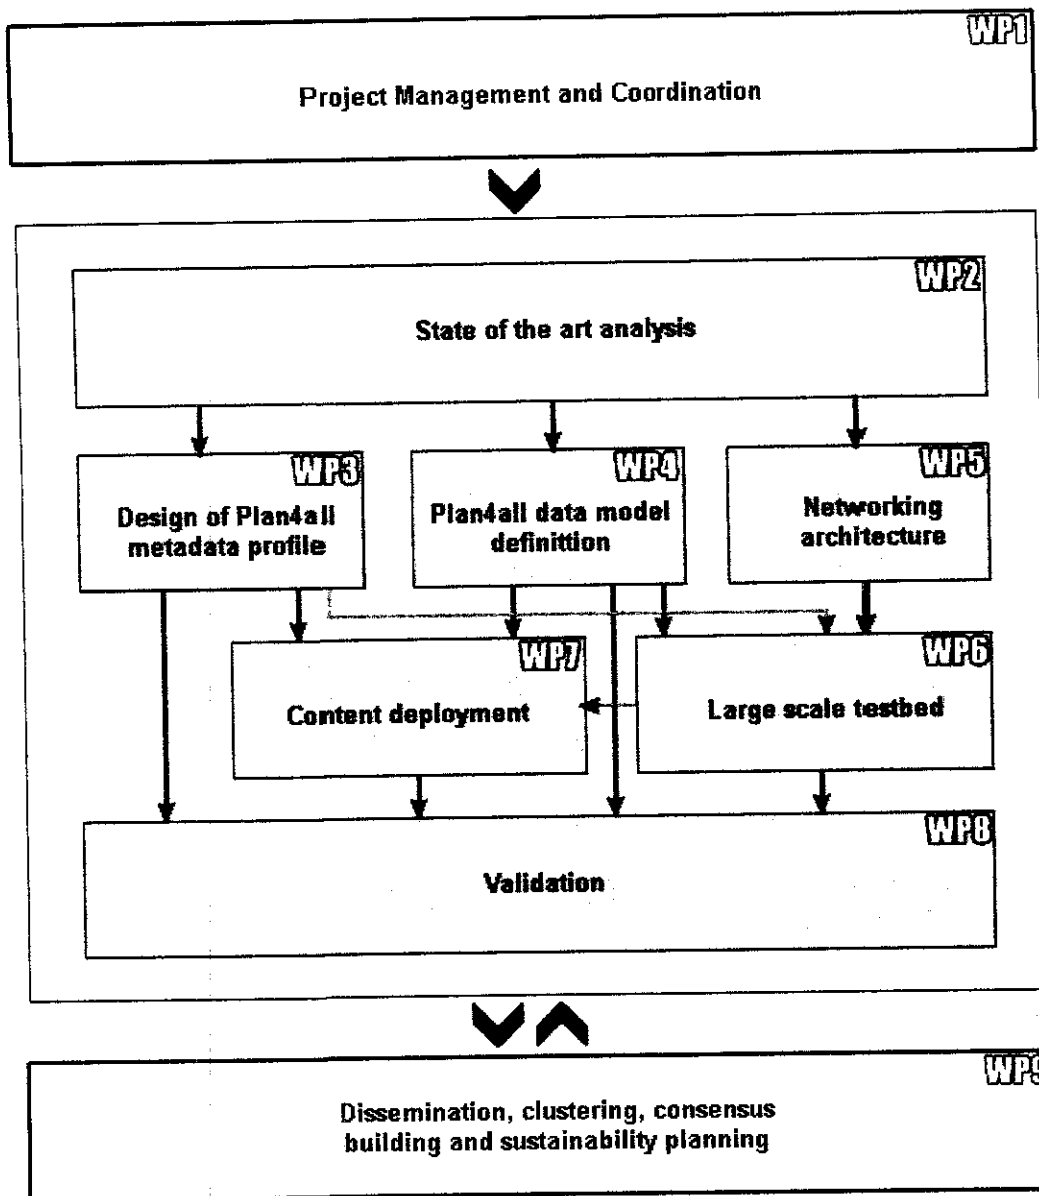 WP1
Project Management and Coordination
WP2
State of the art analysis
WP3
Design of Plan4all
metadata profile
WP4
Plan4all data model
definittion
WP5
Networking
architecture
WP7
Content deployment
WP6
Large scale testbed
WP8
Validation
WP9
Dissemination, clustering, consensus
building and sustainability planning